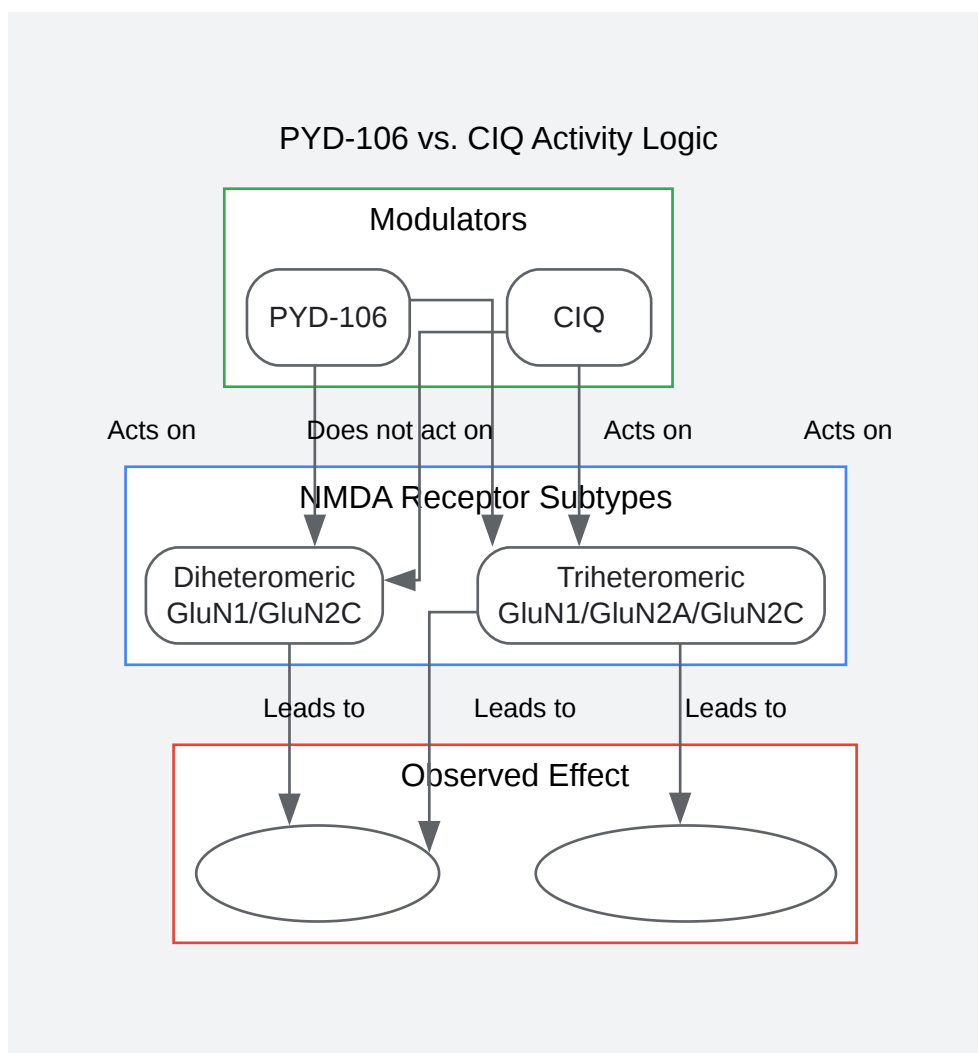 PYD-106 vs. CIQ Activity Logic
Modulators
PYD-106
CIQ
Acts on
Does not act on
Acts on
Acts on
NMDA Receptor Subtypes
Diheteromeric
GluN1/GluN2C
Triheteromeric
GluN1/GluN2A/GluN2C
Leads to
Leads to
Leads to
Observed Effect